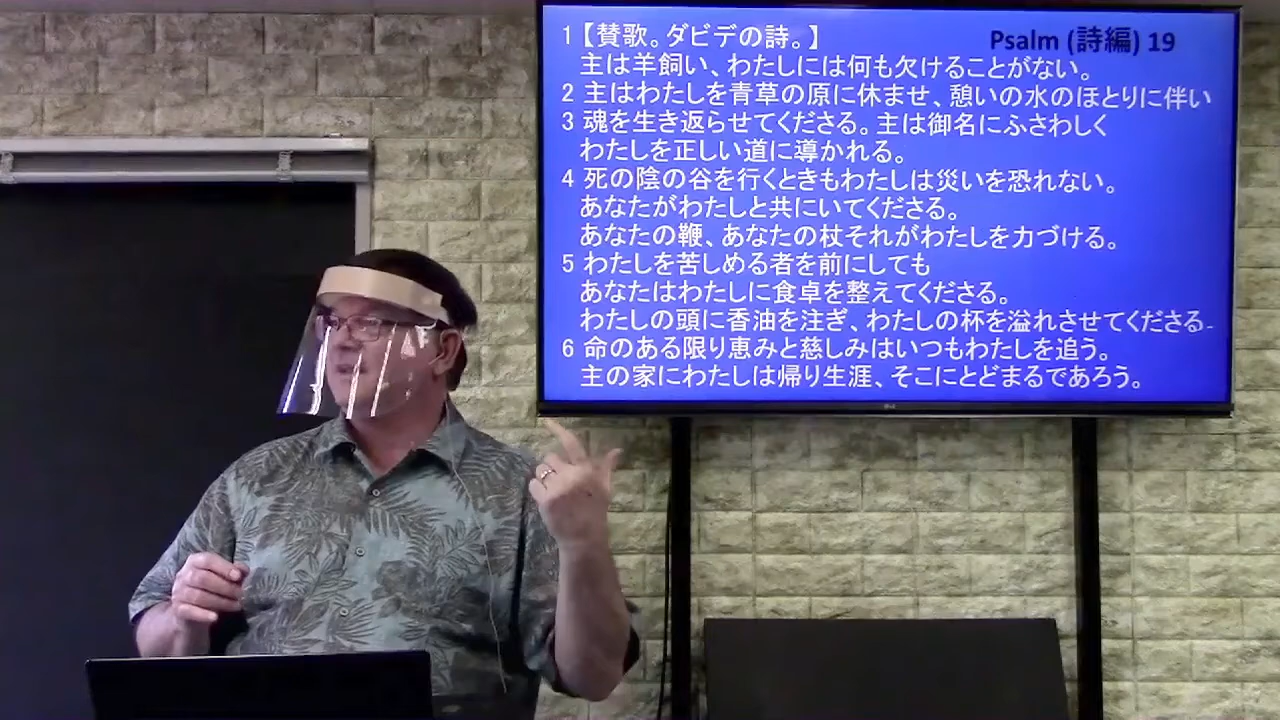 Psalm (詩編) 19
1【賛歌。ダビデの詩。】
主は羊飼い、わたしには何も欠けることがない。
2 主はわたしを青草の原に休ませ、憩いの水のほとりに伴い
3 魂を生き返らせてくださる。主は御名にふさわしく
わたしを正しい道に導かれる。
4 死の陰の谷を行くときもわたしは災いを恐れない。
あなたがわたしと共にいてくださる。
あなたの鞭、あなたの杖それがわたしを力づける。
5 わたしを苦しめる者を前にしても
あなたはわたしに食卓を整えてくださる。
わたしの頭に香油を注ぎ、わたしの杯を溢れさせてくださる
6 命のある限り恵みと慈しみはいつもわたしを追う。
主の家にわたしは帰り生涯、そこにとどまるであろう。